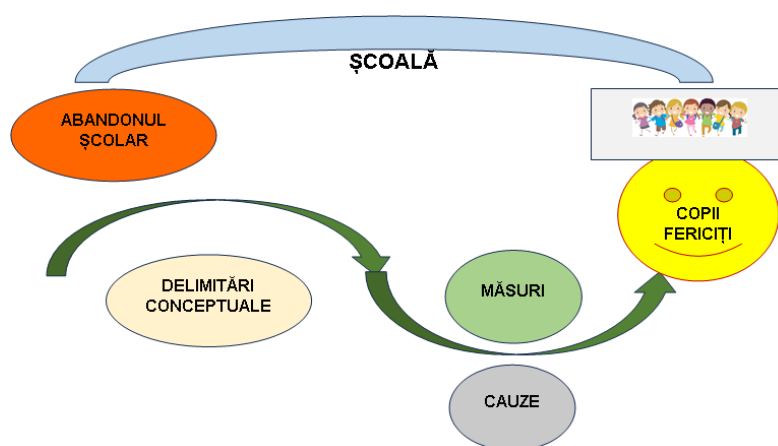 ȘCOALĂ
ABANDONUL
ȘCOLAR
COPII
FERICIȚI
DELIMITĂRI
CONCEPTUALE
MĂSURI
CAUZE